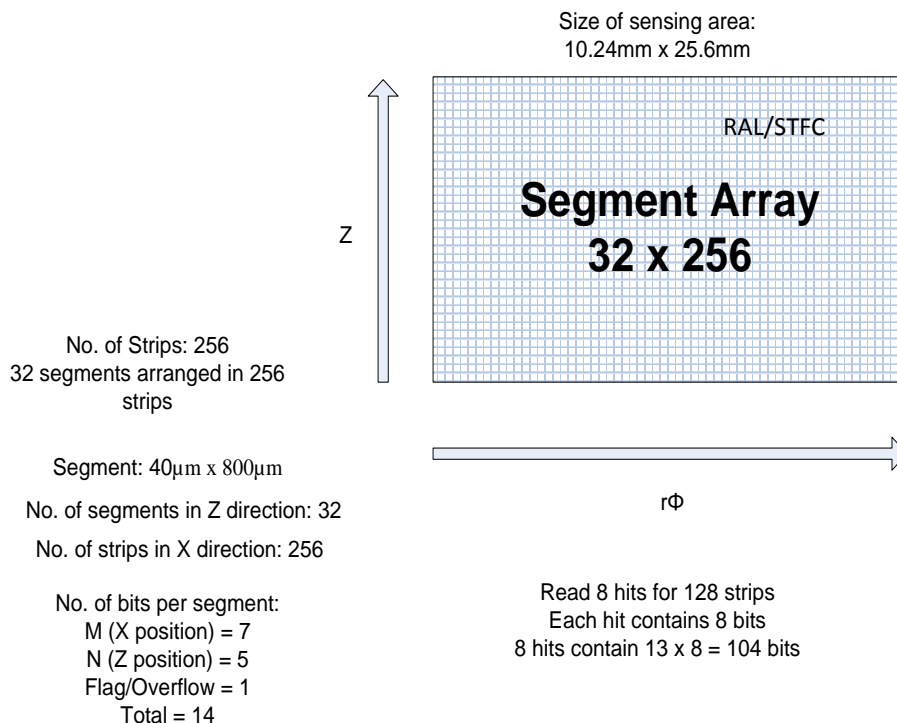 Size of sensing area:
10.24mm x 25.6mm
RAL/STFC
Segment Array
32 x 256
Z
No. of Strips: 256
32 segments arranged in 256
strips
Segment: 40µm x 800µm
No. of segments in Z direction: 32
No. of strips in X direction: 256
rΦ
No. of bits per segment:
M (X position) = 7
N (Z position) = 5
Flag/Overflow = 1
Total = 14
Read 8 hits for 128 strips
Each hit contains 8 bits
8 hits contain 13 x 8 = 104 bits